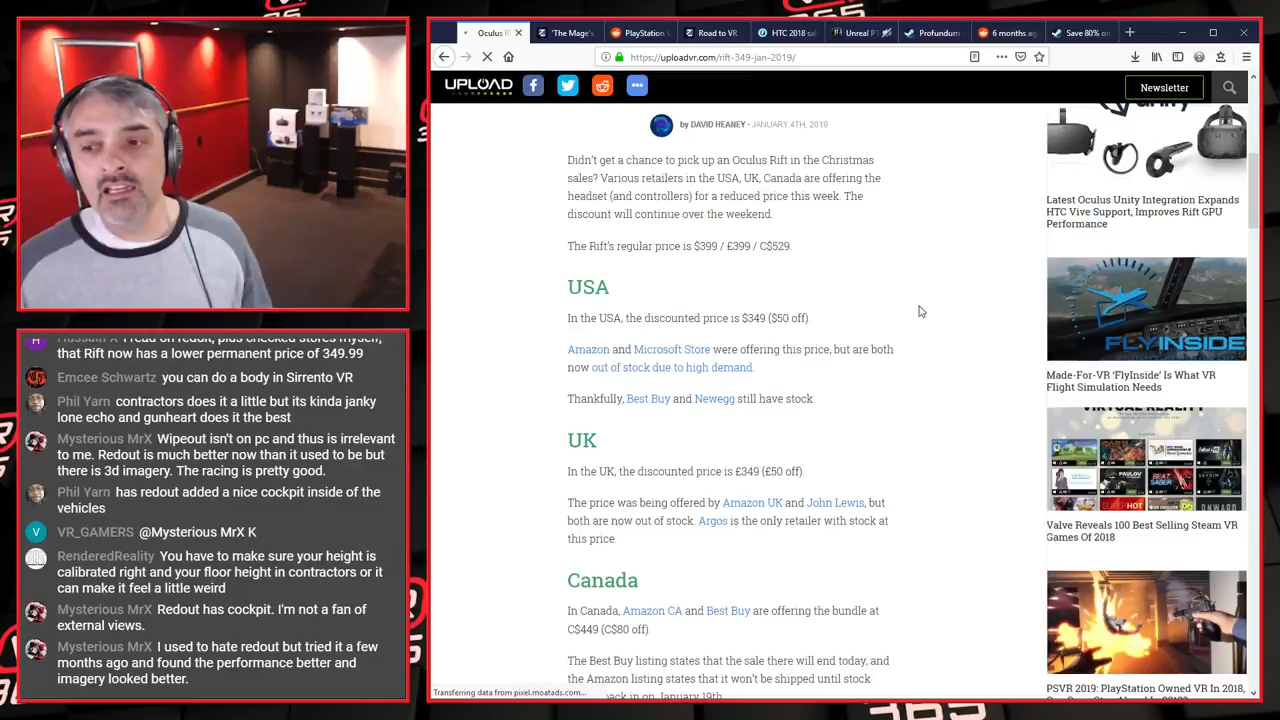 Oculus R
'The Mage's
PlayStation V
Road to VR
HTC 2018 sal
Unreal P
Profundum
6 months ag
Save 80% on
https://uploadvr.com/rift-349-jan-2019/
UPLOAD
Newsletter
by DAVID HEANEY • JANUARY 4TH, 2019
Didn't get a chance to pick up an Oculus Rift in the Christmas
sales? Various retailers in the USA, UK, Canada are offering the
headset (and controllers) for a reduced price this week. The
discount will continue over the weekend.
The Rift's regular price is $399 / £399 / C$529.
USA
In the USA, the discounted price is $349 ($50 off).
Amazon and Microsoft Store were offering this price, but are both
now out of stock due to high demand.
Thankfully, Best Buy and Newegg still have stock.
UK
In the UK, the discounted price is £349 (£50 off).
The price was being offered by Amazon UK and John Lewis, but
both are now out of stock. Argos is the only retailer with stock at
this price.
Canada
In Canada, Amazon CA and Best Buy are offering the bundle at
C$449 (C$80 off).
The Best Buy listing states that the sale there will end today, and
the Amazon listing states that it won't be shipped until stock
back in on January 19th.
Transferring data from pixel.moatads.com...
Latest Oculus Unity Integration Expands
HTC Vive Support, Improves Rift GPU
Performance
FLYINSIDE
Made-For-VR 'FlyInside' Is What VR
Flight Simulation Needs
VIRTUAL REALITY
Valve Reveals 100 Best Selling Steam VR
Games Of 2018
PSVR 2019: PlayStation Owned VR In 2018,
that Rift now has a lower permanent price of 349.99
Emcee Schwartz you can do a body in Sirrento VR
Phil Yarn contractors does it a little but its kinda janky
lone echo and gunheart does it the best
Mysterious MrX Wipeout isn't on pc and thus is irrelevant
to me. Redout is much better now than it used to be but
there is 3d imagery. The racing is pretty good.
Phil Yarn has redout added a nice cockpit inside of the
vehicles
VR_GAMERS @Mysterious MrX K
RenderedReality You have to make sure your height is
calibrated right and your floor height in contractors or it
can make it feel a little weird
Mysterious MrX Redout has cockpit. I'm not a fan of
external views.
Mysterious MrX I used to hate redout but tried it a few
months ago and found the performance better and
imagery looked better.